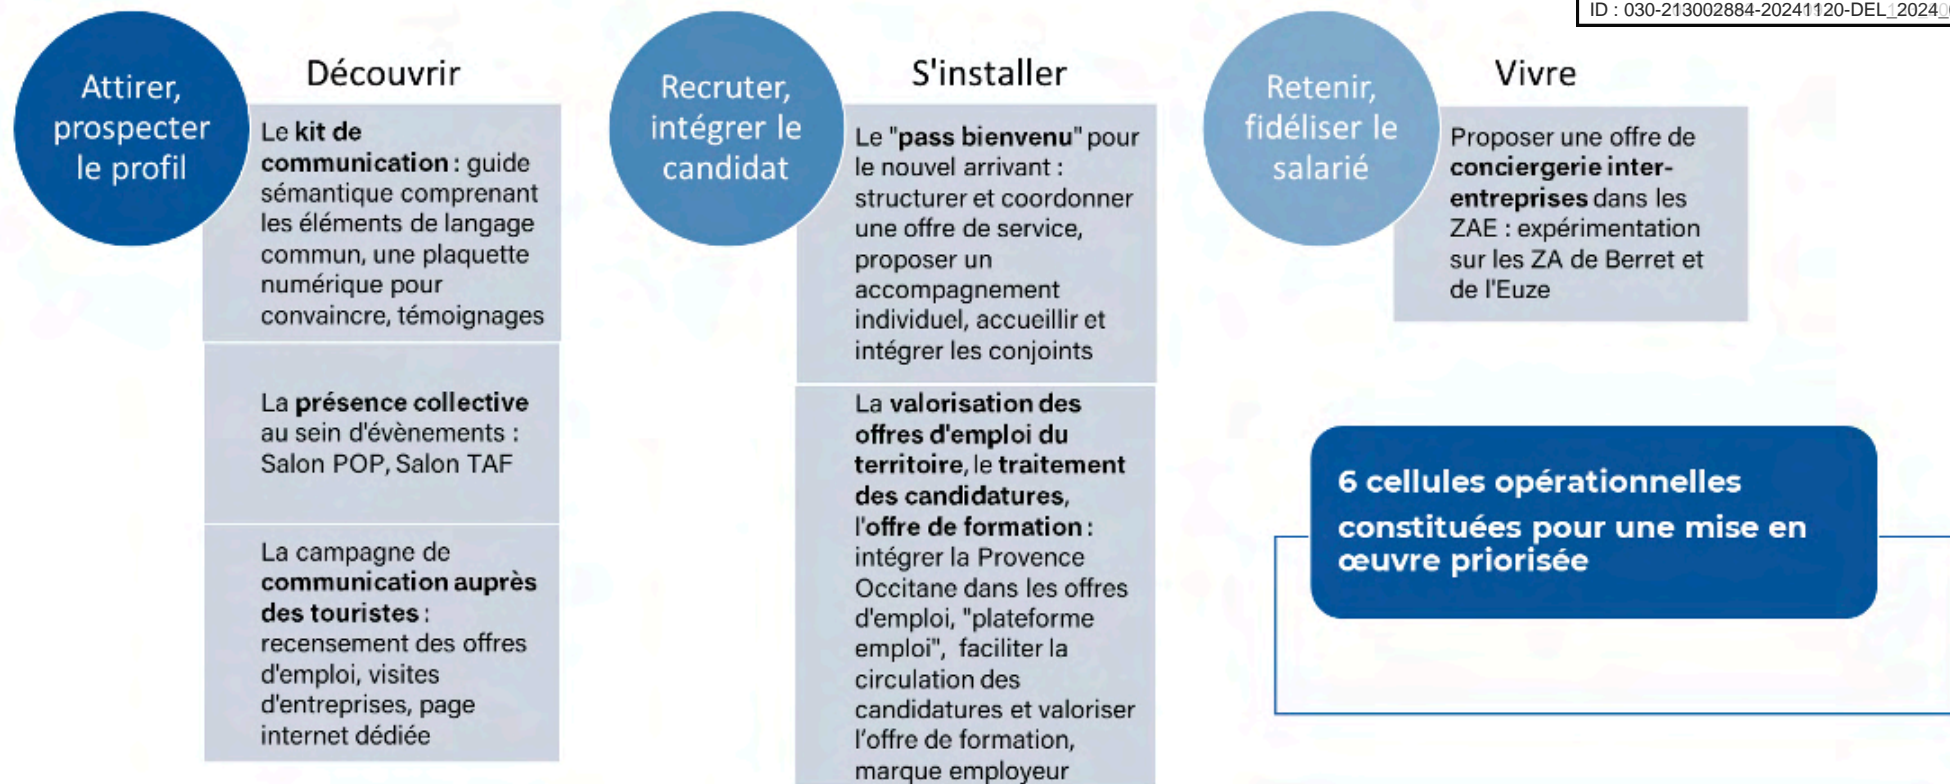 ID : 030-213002884-20241120-DEL_2024_
Attirer,
prospecter
le profil
Découvrir
Le kit de
communication : guide
sémantique comprenant
les éléments de langage
commun, une plaquette
numérique pour
convaincre, témoignages
La présence collective
au sein d'évènements :
Salon POP, Salon TAF
La campagne de
communication auprès
des touristes :
recensement des offres
d'emploi, visites
d'entreprises, page
internet dédiée
Recruter,
intégrer le
candidat
S'installer
Le "pass bienvenu" pour
le nouvel arrivant :
structurer et coordonner
une offre de service,
proposer un
accompagnement
individuel, accueillir et
intégrer les conjoints
La valorisation des
offres d'emploi du
territoire, le traitement
des candidatures,
l'offre de formation :
intégrer la Provence
Occitane dans les offres
d'emploi, "plateforme
emploi", faciliter la
circulation des
candidatures et valoriser
l’offre de formation,
marque employeur
Retenir,
fidéliser le
salarié
Vivre
Proposer une offre de
conciergerie inter-
entreprises dans les
ZAE : expérimentation
sur les ZA de Berret et
de l'Euze
6 cellules opérationnelles
constituées pour une mise en
œuvre priorisée